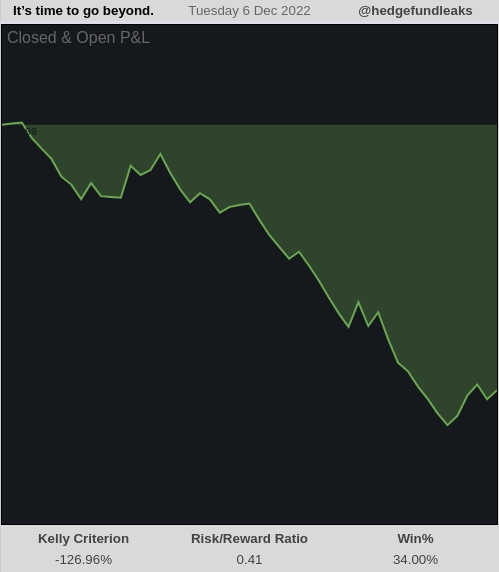 It's time to go beyond. Tuesday 6 Dec 2022 @hedgefundleaks
Closed & Open P&L
Kelly Criterion Risk/Reward Ratio Win%
-126.96% 0.41 34.00%